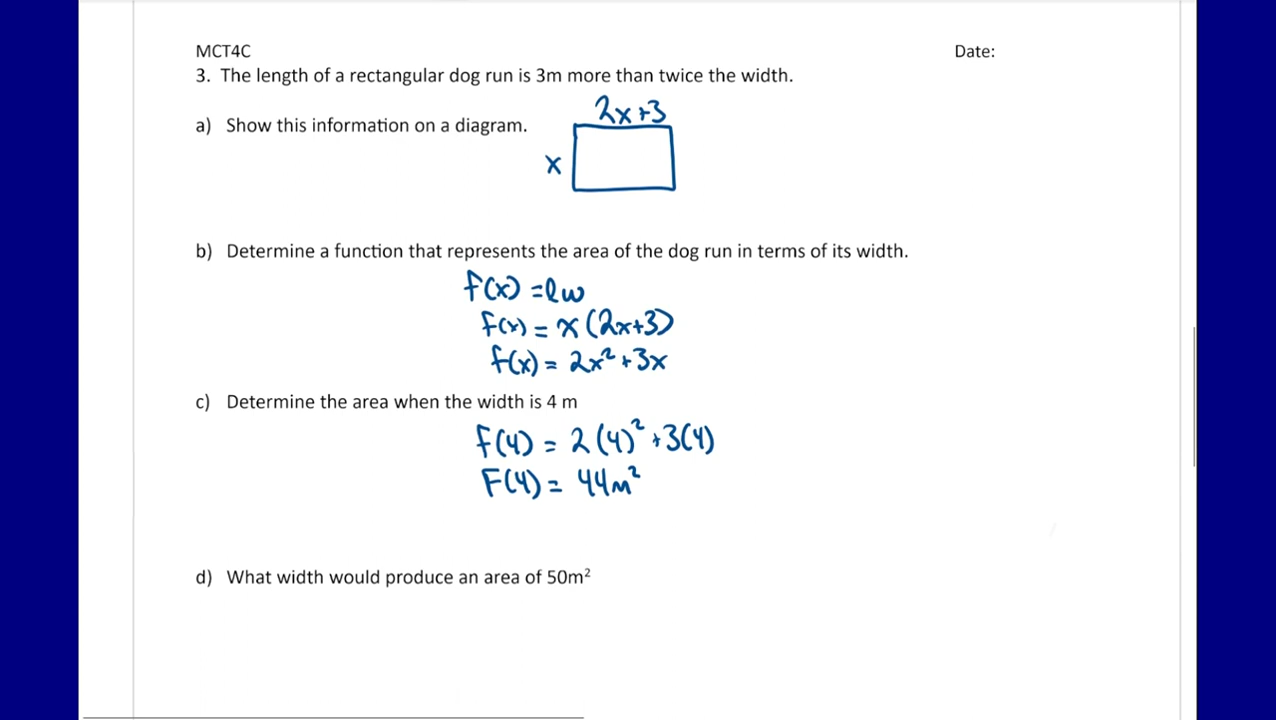 MCT4C
Date:
3. The length of a rectangular dog run is 3m more than twice the width.
2x+3
a) Show this information on a diagram.
x
b) Determine a function that represents the area of the dog run in terms of its width.
f(x) = lw
f(x) = x(2x+3)
f(x) = 2x²+3x
c) Determine the area when the width is 4 m
f(4) = 2(4)²+3(4)
F(4) = 44m²
d) What width would produce an area of 50m²